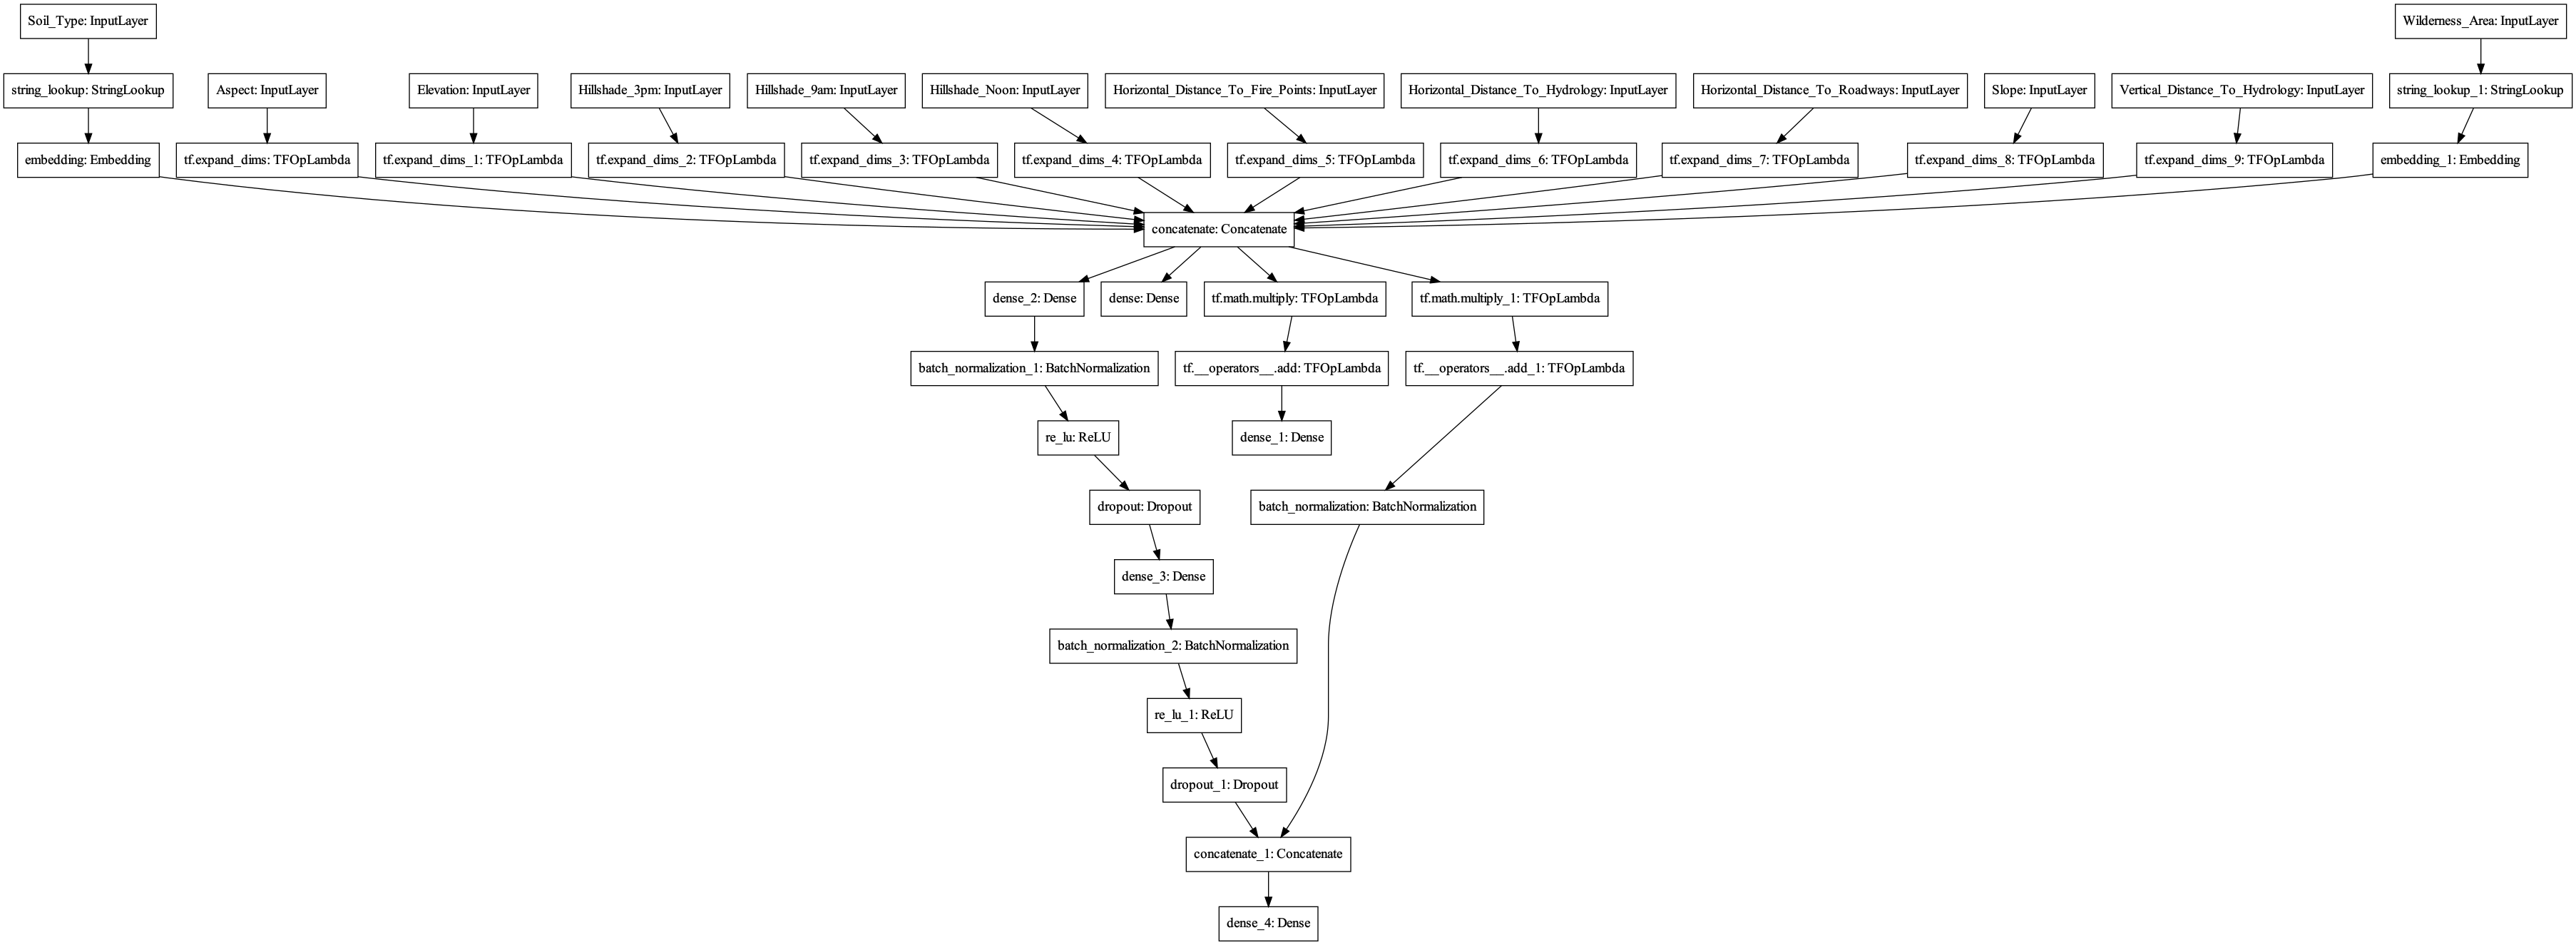 Soil_Type: InputLayer
Wilderness_Area: InputLayer
string_lookup: StringLookup
Aspect: InputLayer
Elevation: InputLayer
Hillshade_3pm: InputLayer
Hillshade_9am: InputLayer
Hillshade_Noon: InputLayer
Horizontal_Distance_To_Fire_Points: InputLayer
Horizontal_Distance_To_Hydrology: InputLayer
Horizontal_Distance_To_Roadways: InputLayer
Slope: InputLayer
Vertical_Distance_To_Hydrology: InputLayer
string_lookup_1: StringLookup
embedding: Embedding
tf.expand_dims: TFOpLambda
tf.expand_dims_1: TFOpLambda
tf.expand_dims_2: TFOpLambda
tf.expand_dims_3: TFOpLambda
tf.expand_dims_4: TFOpLambda
tf.expand_dims_5: TFOpLambda
tf.expand_dims_6: TFOpLambda
tf.expand_dims_7: TFOpLambda
tf.expand_dims_8: TFOpLambda
tf.expand_dims_9: TFOpLambda
embedding_1: Embedding
concatenate: Concatenate
dense_2: Dense
dense: Dense
tf.math.multiply: TFOpLambda
tf.math.multiply_1: TFOpLambda
batch_normalization_1: BatchNormalization
tf.__operators__.add: TFOpLambda
tf.__operators__.add_1: TFOpLambda
re_lu: ReLU
dense_1: Dense
dropout: Dropout
batch_normalization: BatchNormalization
dense_3: Dense
batch_normalization_2: BatchNormalization
re_lu_1: ReLU
dropout_1: Dropout
concatenate_1: Concatenate
dense_4: Dense